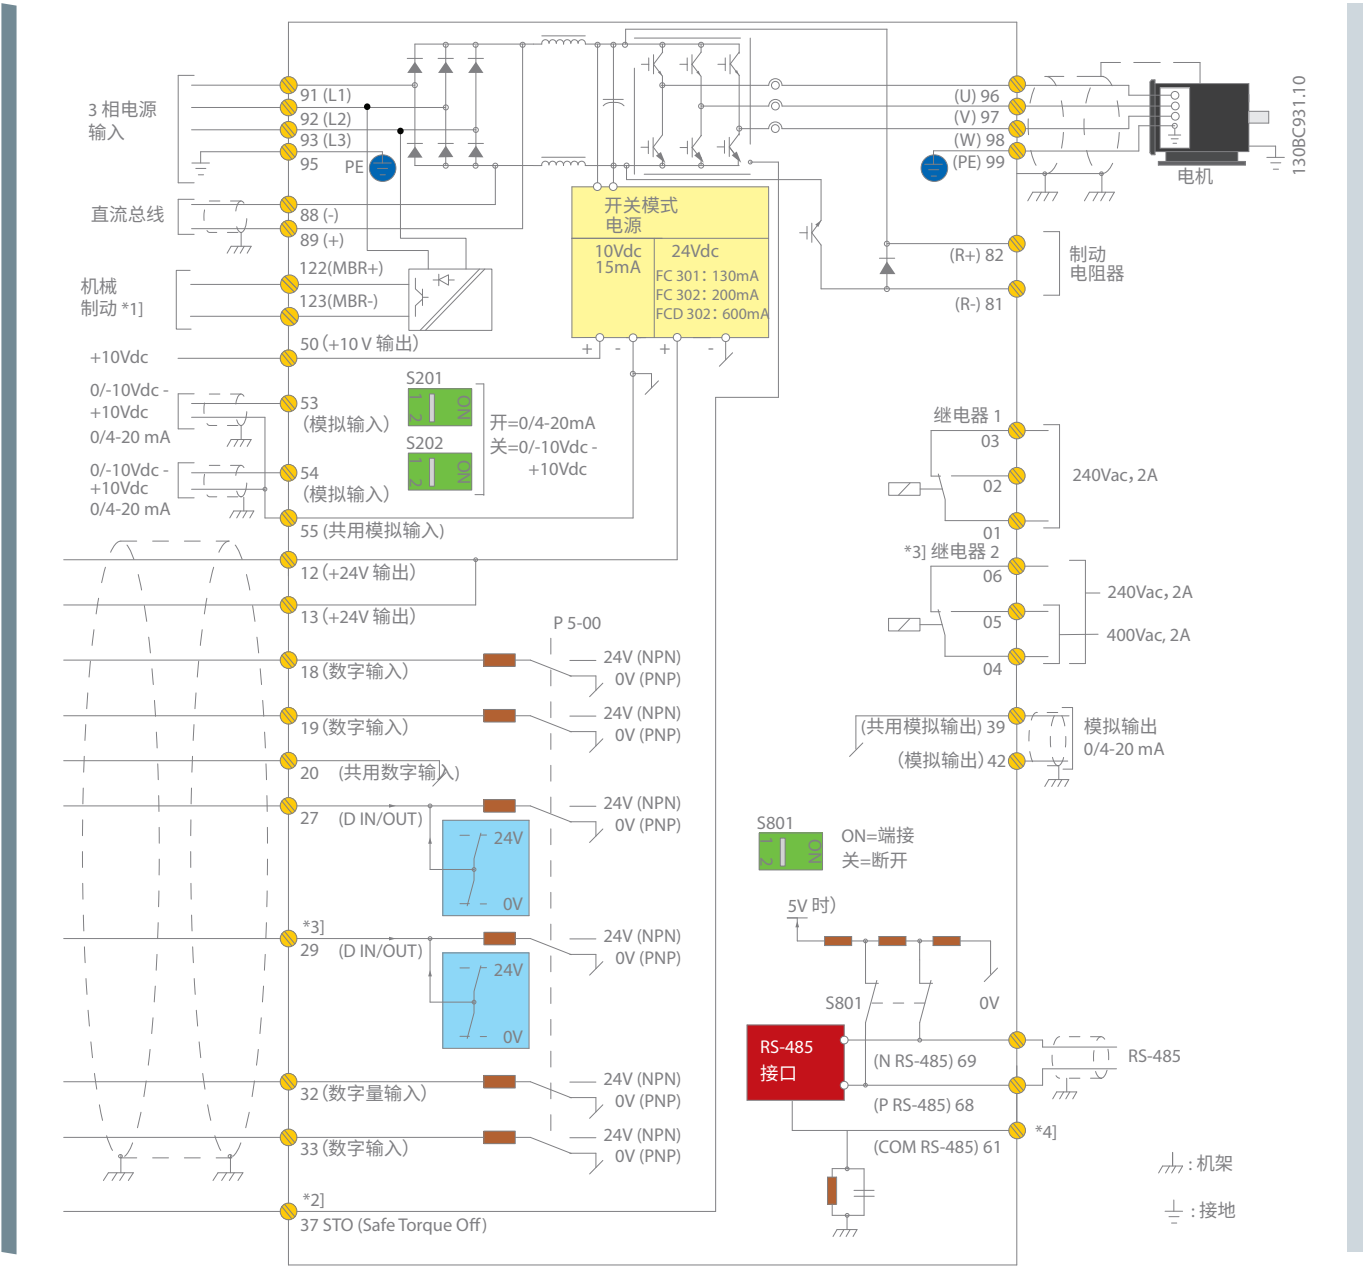 3 相电源
输入
91 (L1)
92 (L2)
93 (L3)
95
PE
直流总线
88 (-)
89 (+)
机械
制动 *1]
122(MBR+)
123(MBR-)
+10Vdc
50 (+10 V 输出)
0/-10Vdc -
+10Vdc
0/4-20 mA
53
(模拟输入)
0/-10Vdc -
+10Vdc
0/4-20 mA
54
(模拟输入)
55 (共用模拟输入)
12 (+24V 输出)
13 (+24V 输出)
18 (数字输入)
19 (数字输入)
20 (共用数字输入)
27 (D IN/OUT)
24V
0V
*3]
29 (D IN/OUT)
24V
0V
32 (数字量输入)
33 (数字输入)
*2]
37 STO (Safe Torque Off)
开关模式
电源
10Vdc
15mA
24Vdc
FC 301：130mA
FC 302：200mA
FCD 302：600mA
+ - + -
S201
1 2 ON
S202
1 2 ON
开=0/4-20mA
关=0/-10Vdc -
+10Vdc
P 5-00
24V (NPN)
0V (PNP)
24V (NPN)
0V (PNP)
24V (NPN)
0V (PNP)
24V (NPN)
0V (PNP)
24V (NPN)
0V (PNP)
24V (NPN)
0V (PNP)
(U) 96
(V) 97
(W) 98
(PE) 99
电机
130BC931.10
(R+) 82
(R-) 81
制动
电阻器
继电器 1
03
02
01
240Vac，2A
*3] 继电器 2
06
05
04
240Vac，2A
400Vac, 2A
(共用模拟输出) 39
(模拟输出) 42
模拟输出
0/4-20 mA
S801
1 2 ON
ON=端接
关=断开
5V 时)
S801
0V
RS-485
接口
(N RS-485) 69
(P RS-485) 68
(COM RS-485) 61
RS-485
*4]
: 机架
: 接地